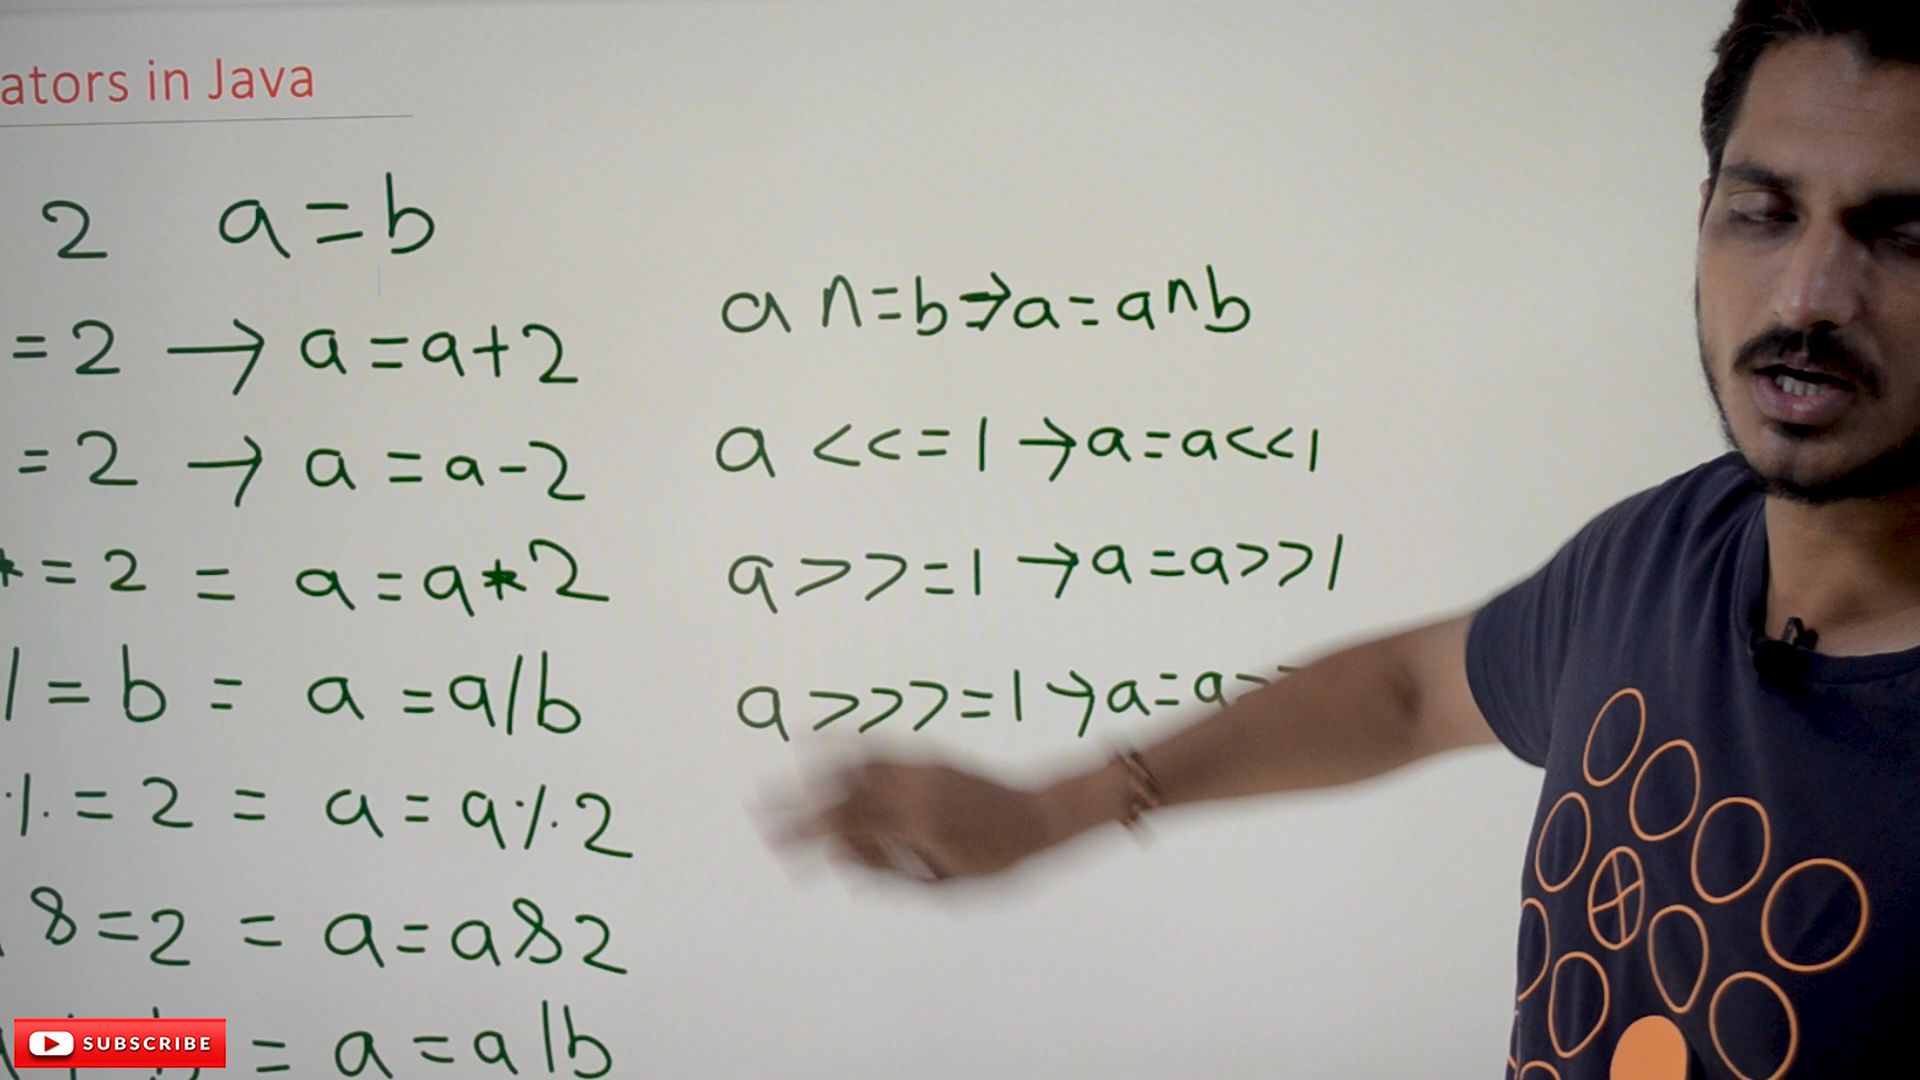 ators in Java
2 a = b
= 2 → a = a + 2
= 2 → a = a - 2
* = 2 = a = a * 2
/ = b = a = a / b
% = 2 = a = a % 2
& = 2 = a = a & 2
= a = a | b
a ^ = b → a = a ^ b
a << = 1 → a = a << 1
a >> = 1 → a = a >> 1
a >>> = 1 → a = a >
SUBSCRIBE